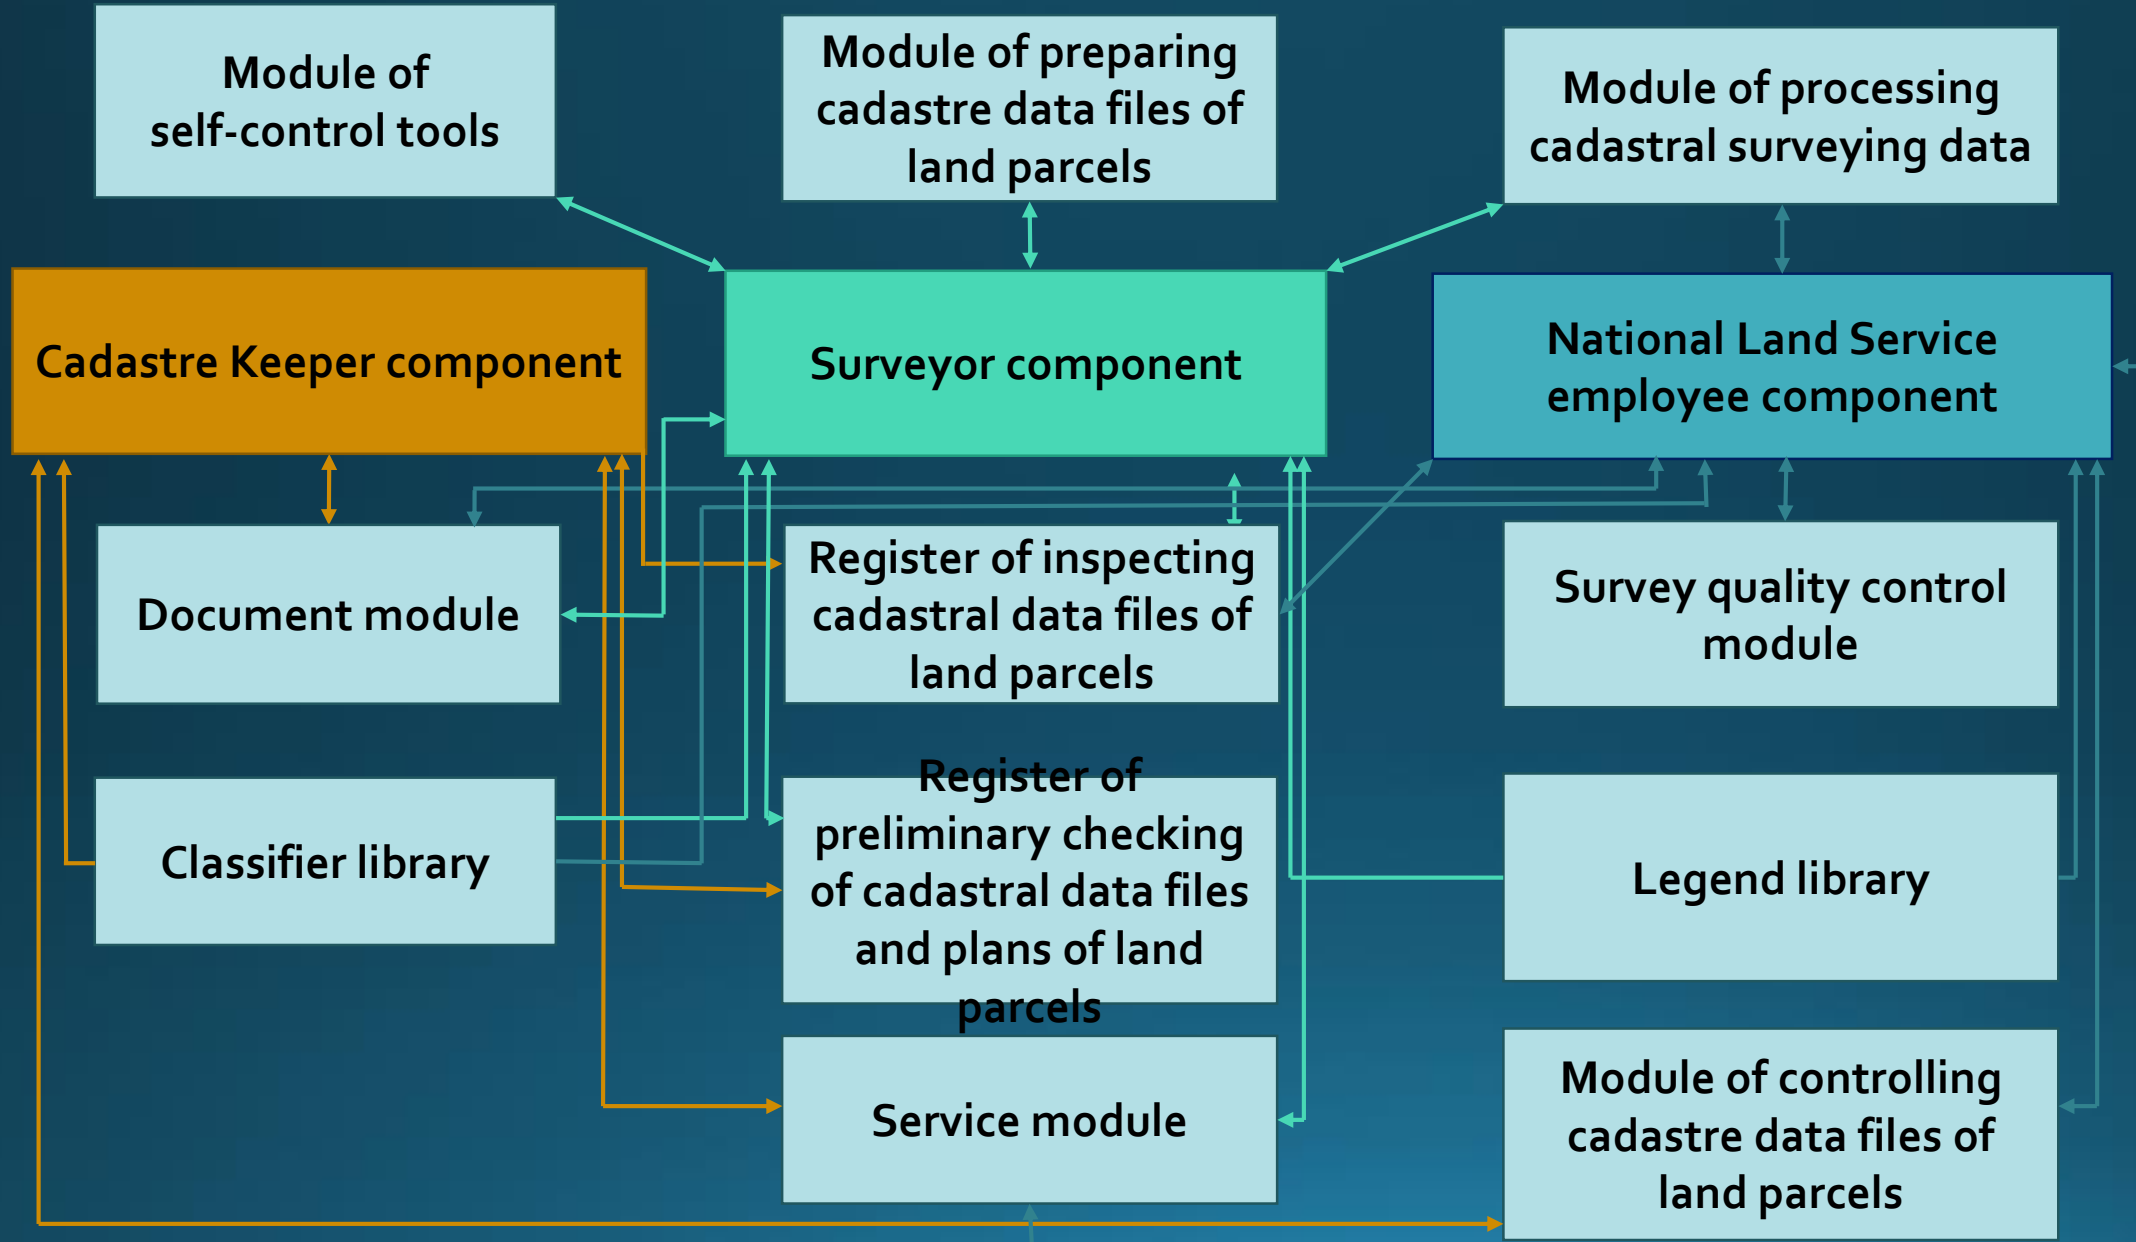 Module of
self-control tools
Module of preparing
cadastre data files of
land parcels
Module of processing
cadastral surveying data
Cadastre Keeper component
Surveyor component
National Land Service
employee component
Document module
Register of inspecting
cadastral data files of
land parcels
Survey quality control
module
Classifier library
Register of
preliminary checking
of cadastral data files
and plans of land
parcels
Legend library
Service module
Module of controlling
cadastre data files of
land parcels